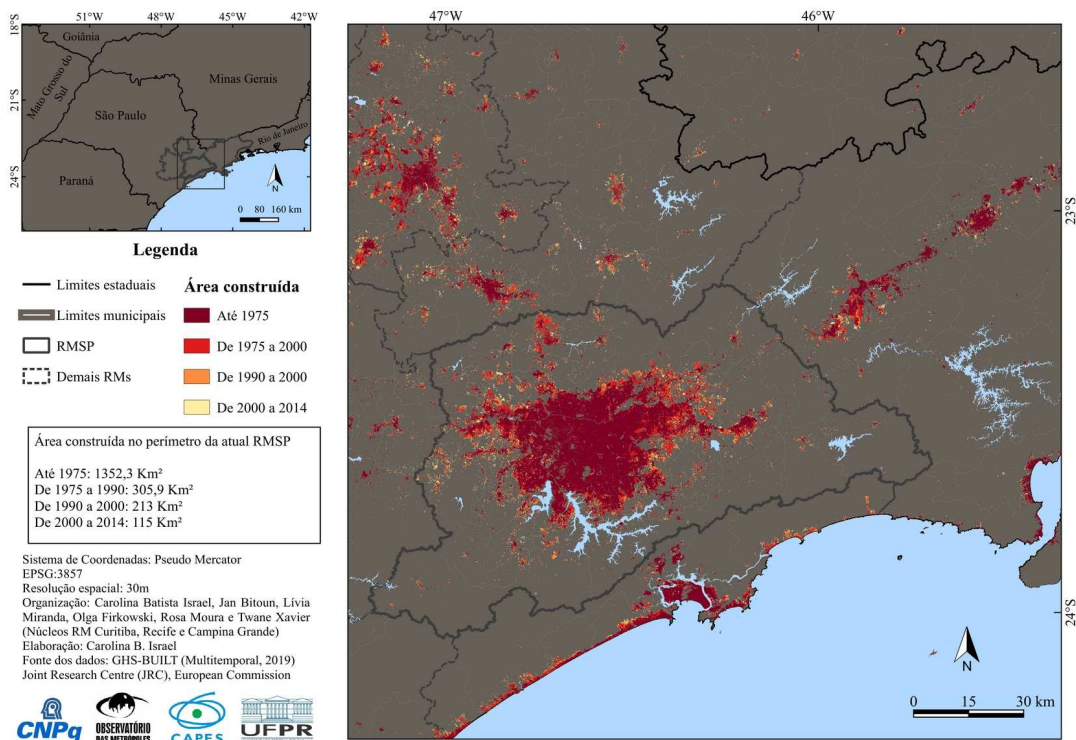 51°W
48°W
45°W
42°W
18°S
21°S
24°S
Goiânia
Mato Grosso do
Sul
Minas Gerais
São Paulo
Rio de Janeiro
Paraná
N
0 80 160 km
Legenda
Limites estaduais
Limites municipais
RMSP
Demais RMs
Área construída
Até 1975
De 1975 a 2000
De 1990 a 2000
De 2000 a 2014
Área construída no perímetro da atual RMSP
Até 1975: 1352,3 Km²
De 1975 a 1990: 305,9 Km²
De 1990 a 2000: 213 Km²
De 2000 a 2014: 115 Km²
Sistema de Coordenadas: Pseudo Mercator
EPSG:3857
Resolução espacial: 30m
Organização: Carolina Batista Israel, Jan Bitoun, Lívia
Miranda, Olga Firkowski, Rosa Moura e Twane Xavier
(Núcleos RM Curitiba, Recife e Campina Grande)
Elaboração: Carolina B. Israel
Fonte dos dados: GHS-BUILT (Multitemporal, 2019)
Joint Research Centre (JRC), European Commission
CNPq
OBSERVATÓRIO
DAS METRÓPOLES
CAPES
UFPR
47°W
46°W
23°S
24°S
N
0 15 30 km